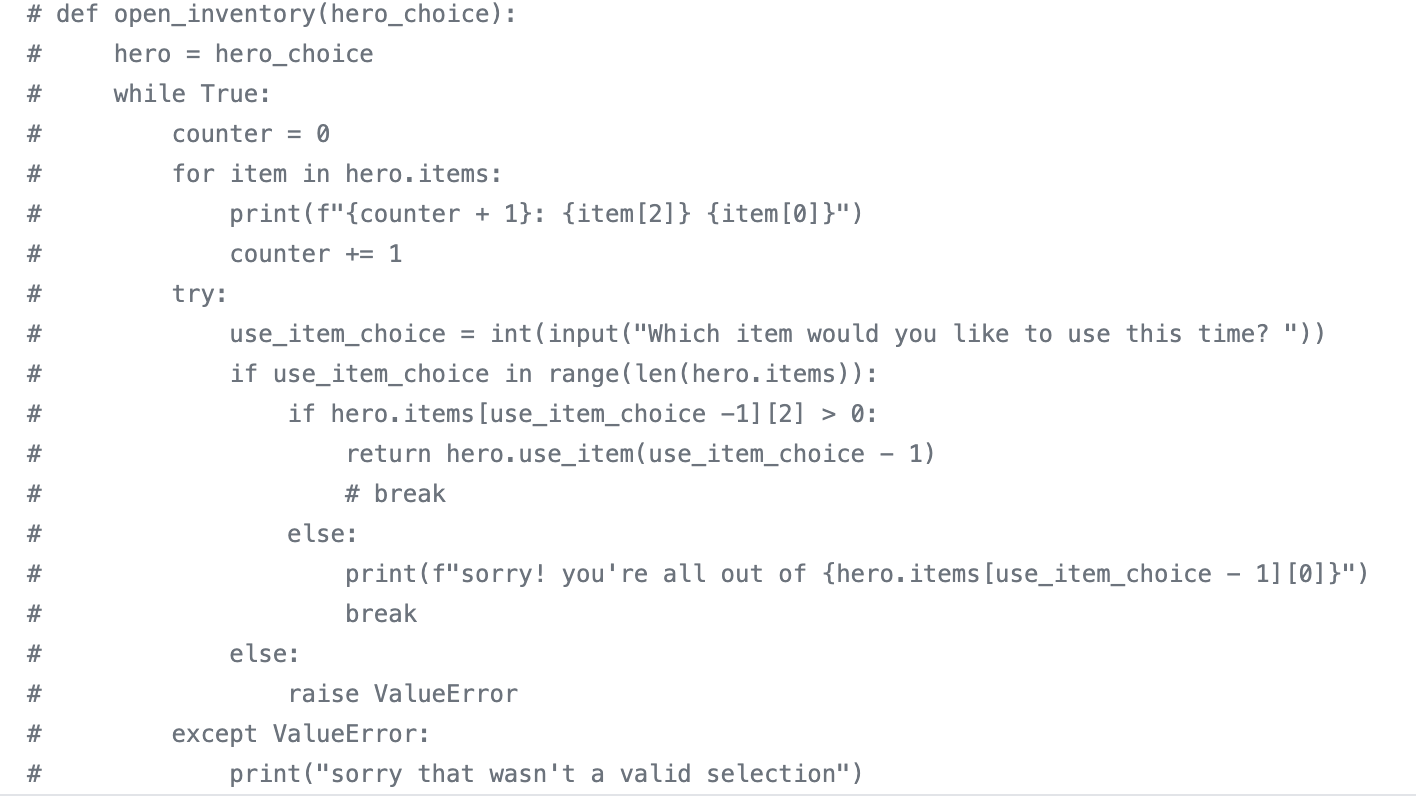 # def open_inventory(hero_choice):
#     hero = hero_choice
#     while True:
#         counter = 0
#         for item in hero.items:
#             print(f"{counter + 1}: {item[2]} {item[0]}")
#             counter += 1
#         try:
#             use_item_choice = int(input("Which item would you like to use this time? "))
#             if use_item_choice in range(len(hero.items)):
#                 if hero.items[use_item_choice -1][2] > 0:
#                     return hero.use_item(use_item_choice - 1)
#                     # break
#                 else:
#                     print(f"sorry! you're all out of {hero.items[use_item_choice - 1][0]}")
#                     break
#             else:
#                 raise ValueError
#         except ValueError:
#             print("sorry that wasn't a valid selection")